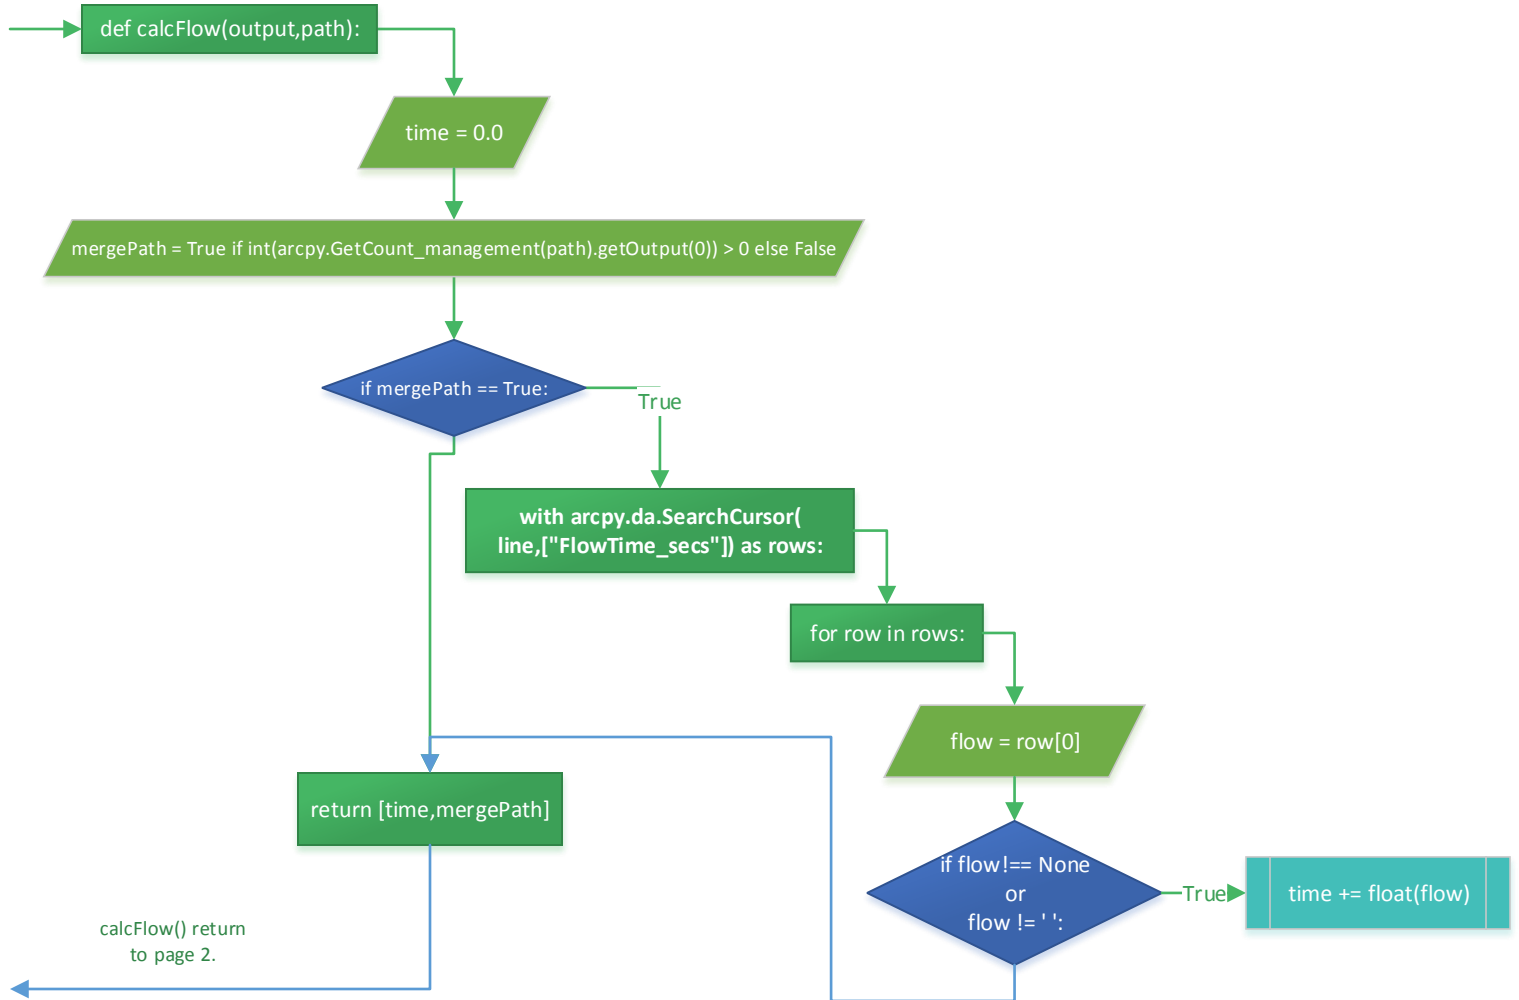 def calcFlow(output,path):
time = 0.0
mergePath = True if int(arcpy.GetCount_management(path).getOutput(0)) > 0 else False
if mergePath == True:
True
with arcpy.da.SearchCursor(
line,["FlowTime_secs"]) as rows:
for row in rows:
flow = row[0]
return [time,mergePath]
if flow!== None
or
flow != ' ':
True
time += float(flow)
calcFlow() return
to page 2.